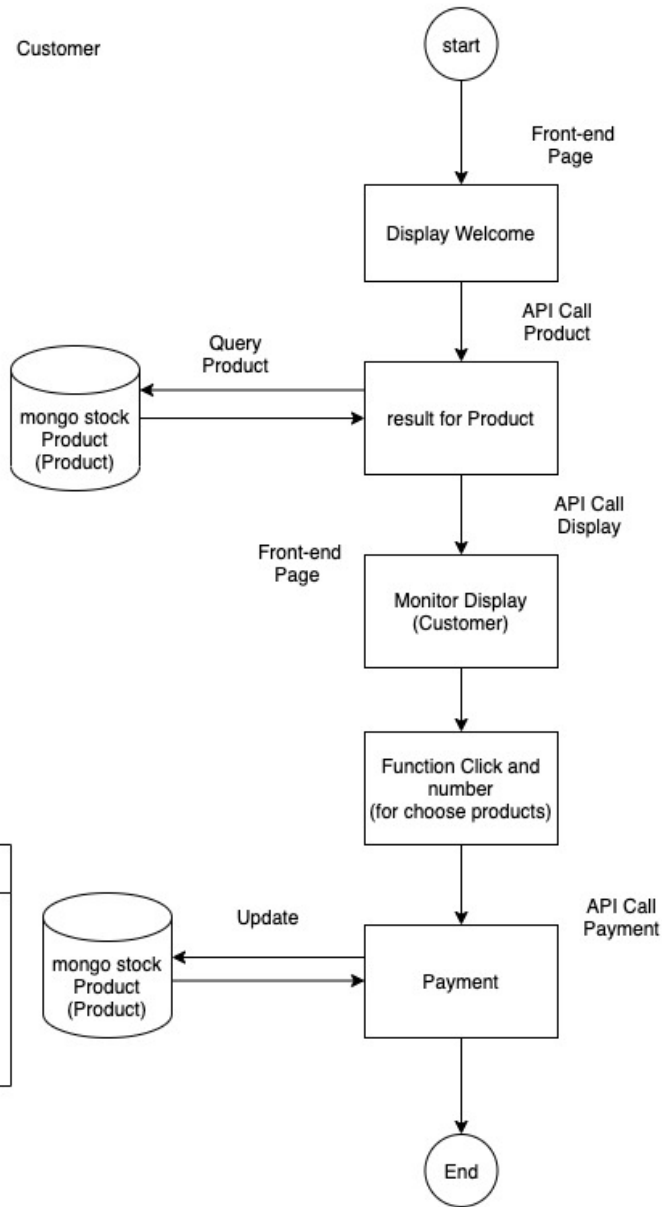 Customer
start
Front-end
Page
Display Welcome
API Call
Product
Query
Product
mongo stock
Product
(Product)
result for Product
API Call
Display
Front-end
Page
Monitor Display
(Customer)
Function Click and
number
(for choose products)
API Call
Payment
Update
mongo stock
Product
(Product)
Payment
End